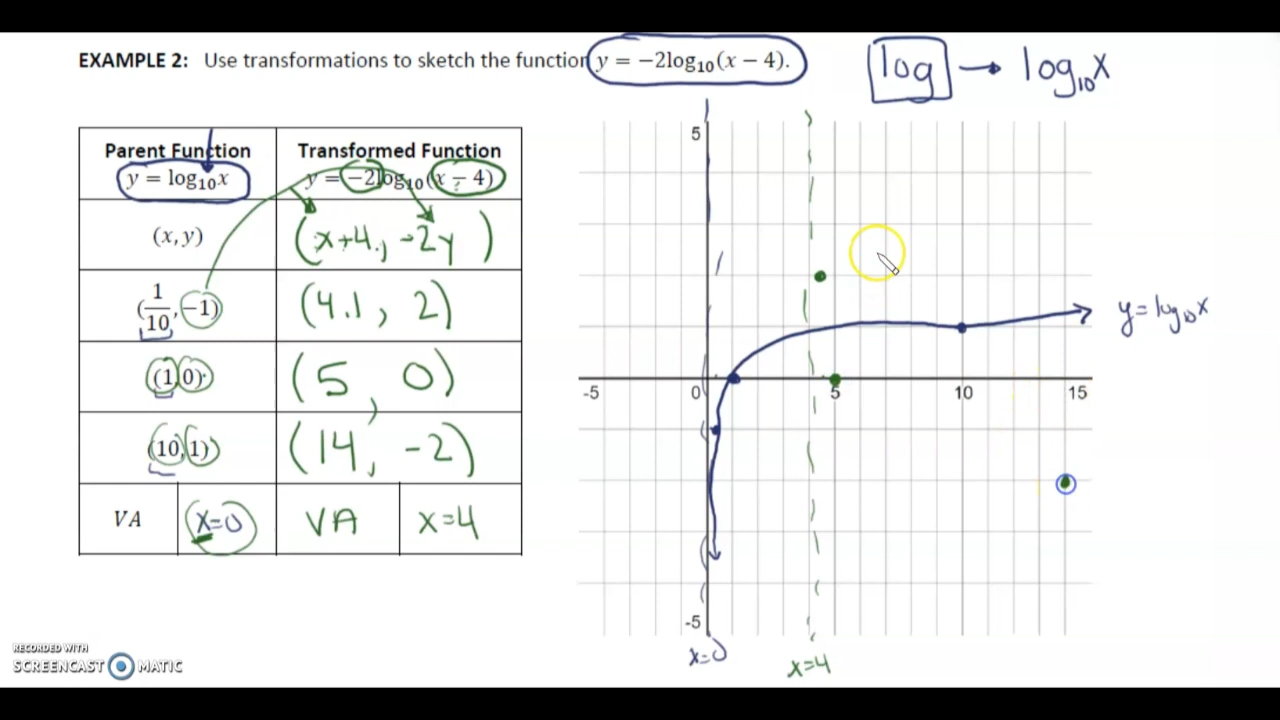 EXAMPLE 2: Use transformations to sketch the function y = −2log₁₀(x − 4).
log → log₁₀x
Parent Function
y = log₁₀x
Transformed Function
y = −2log₁₀(x − 4)
(x, y)
(x+4, -2y)
(1/10, −1)
(4.1, 2)
(1,0)
(5, 0)
(10,1)
(14, -2)
VA
x=0
VA
x=4
5
-5
0
5
10
15
-5
y=log₁₀x
x=0
x=4
RECORDED WITH
SCREENCAST MATIC